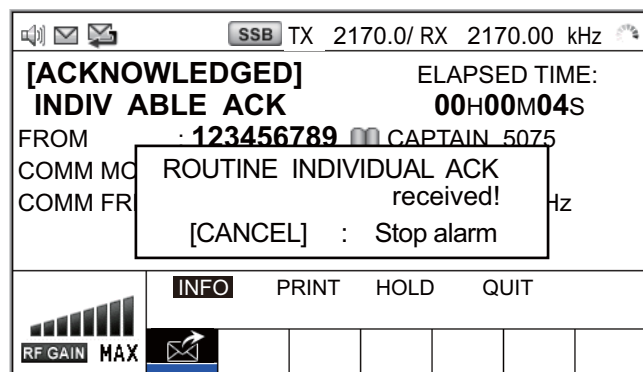 SSB TX 2170.0/ RX 2170.00 kHz
[ACKNOWLEDGED] ELAPSED TIME:
INDIV ABLE ACK 00H00M04S
FROM : 123456789 CAPTAIN 5075
COMM MO
COMM FR Hz
ROUTINE INDIVIDUAL ACK
received!
[CANCEL] : Stop alarm
INFO PRINT HOLD QUIT
RF GAIN MAX